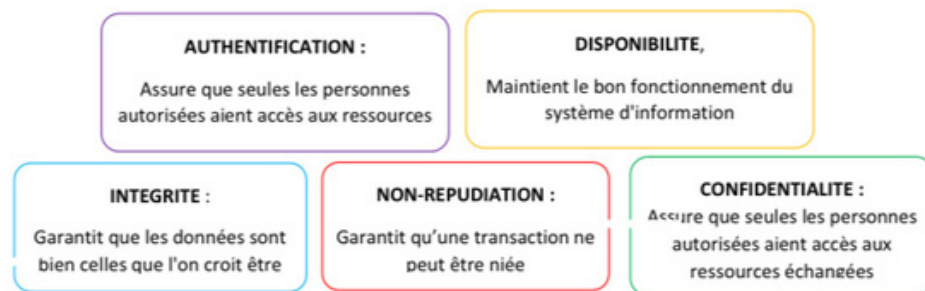 AUTHENTIFICATION :
Assure que seules les personnes
autorisées aient accès aux ressources
DISPONIBILITE,
Maintient le bon fonctionnement du
système d'information
INTEGRITE :
Garantit que les données sont
bien celles que l'on croit être
NON-REPUDIATION :
Garantit qu'une transaction ne
peut être niée
CONFIDENTIALITE :
Assure que seules les personnes
autorisées aient accès aux
ressources échangées